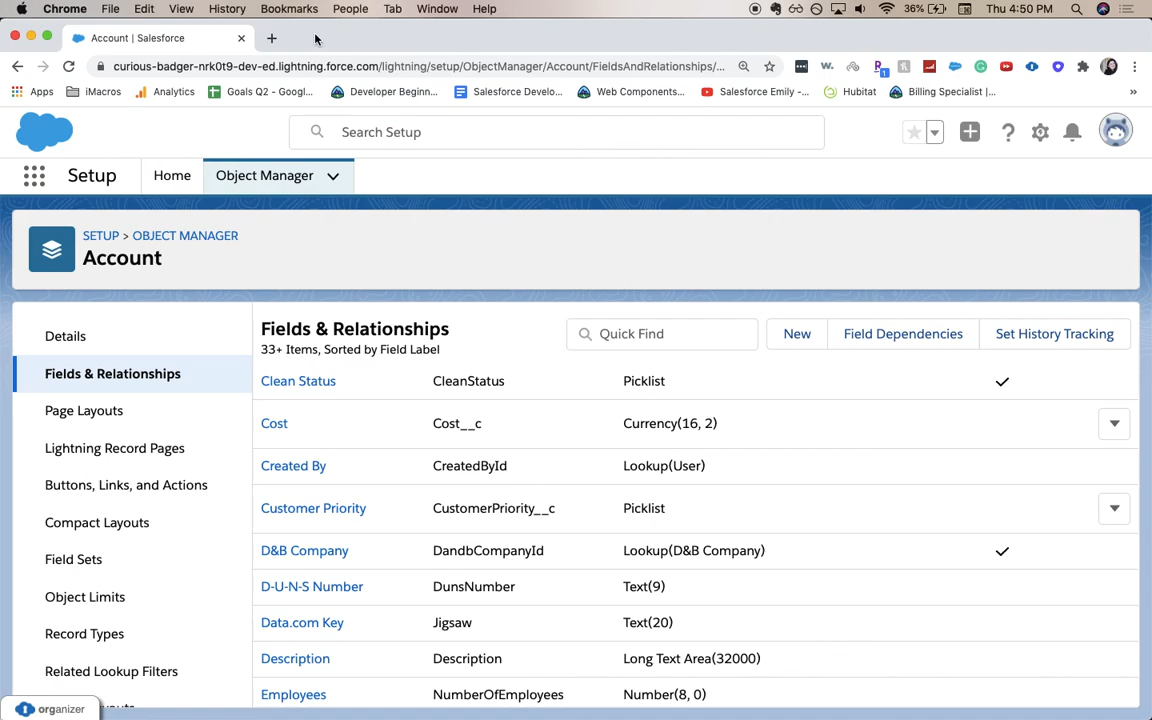 Chrome File Edit View History Bookmarks People Tab Window Help 36% Thu 4:50 PM
Account | Salesforce
curious-badger-nrk0t9-dev-ed.lightning.force.com/lightning/setup/ObjectManager/Account/FieldsAndRelationships/...
Apps iMacros Analytics Goals Q2 - Googl... Developer Beginn... Salesforce Develo... Web Components... Salesforce Emily -... Hubitat Billing Specialist |... »
Search Setup
Setup Home Object Manager
SETUP > OBJECT MANAGER
Account
Details
Fields & Relationships
Page Layouts
Lightning Record Pages
Buttons, Links, and Actions
Compact Layouts
Field Sets
Object Limits
Record Types
Related Lookup Filters
organizer
Fields & Relationships
33+ Items, Sorted by Field Label
Quick Find New Field Dependencies Set History Tracking
Clean Status CleanStatus Picklist
Cost Cost__c Currency(16, 2)
Created By CreatedById Lookup(User)
Customer Priority CustomerPriority__c Picklist
D&B Company DandbCompanyId Lookup(D&B Company)
D-U-N-S Number DunsNumber Text(9)
Data.com Key Jigsaw Text(20)
Description Description Long Text Area(32000)
Employees NumberOfEmployees Number(8, 0)